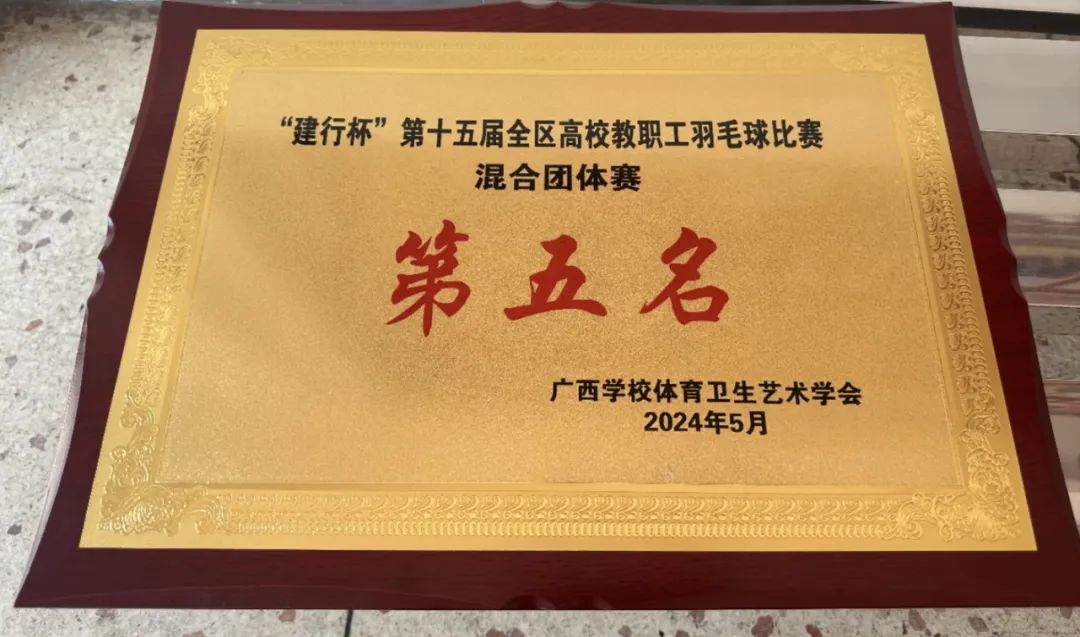 “建行杯”第十五届全区高校教职工羽毛球比赛
混合团体赛
第五名
广西学校体育卫生艺术学会
2024年5月